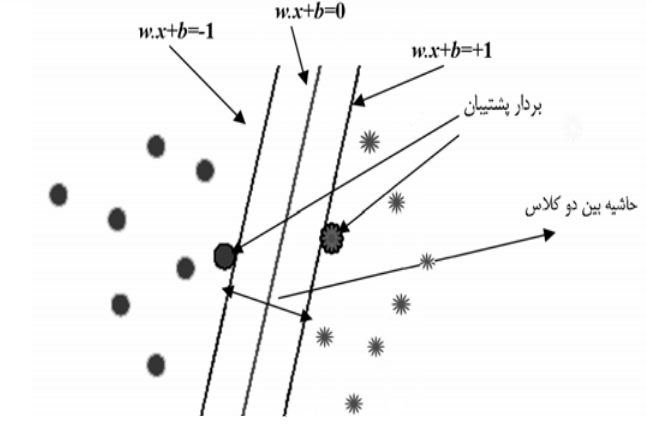 w.x+b=0
w.x+b=-1
w.x+b=+1
بردار پشتیبان
حاشیه بین دو کلاس